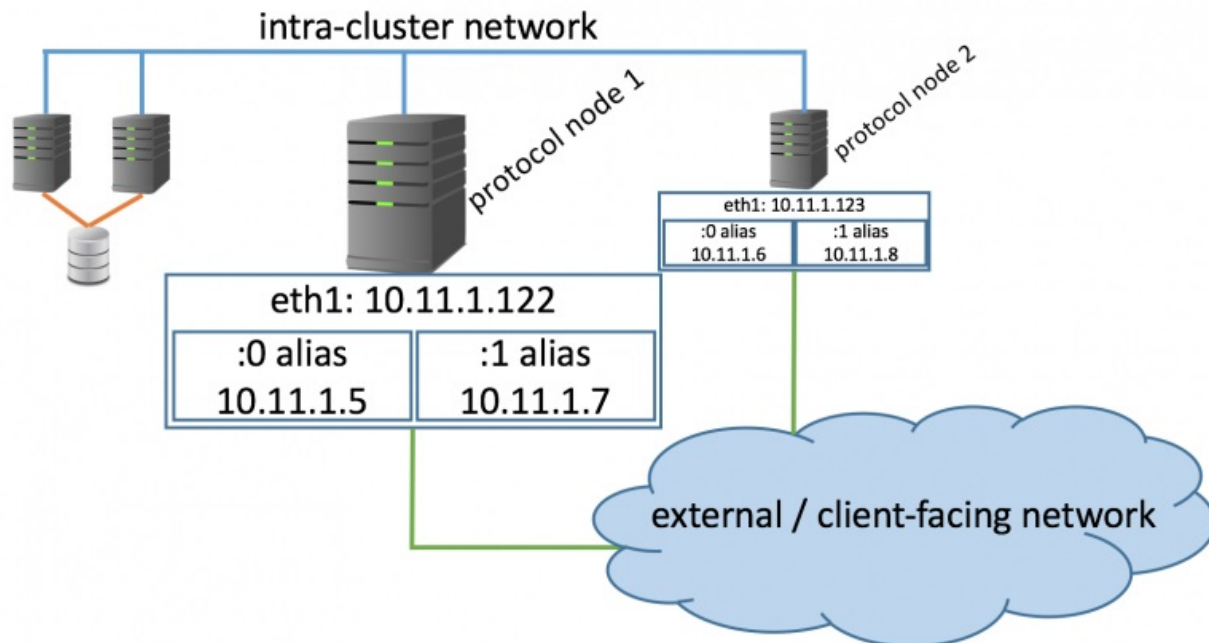 intra-cluster network
protocol node 1
protocol node 2
eth1: 10.11.1.123
:0 alias
10.11.1.6
:1 alias
10.11.1.8
eth1: 10.11.1.122
:0 alias
10.11.1.5
:1 alias
10.11.1.7
external / client-facing network